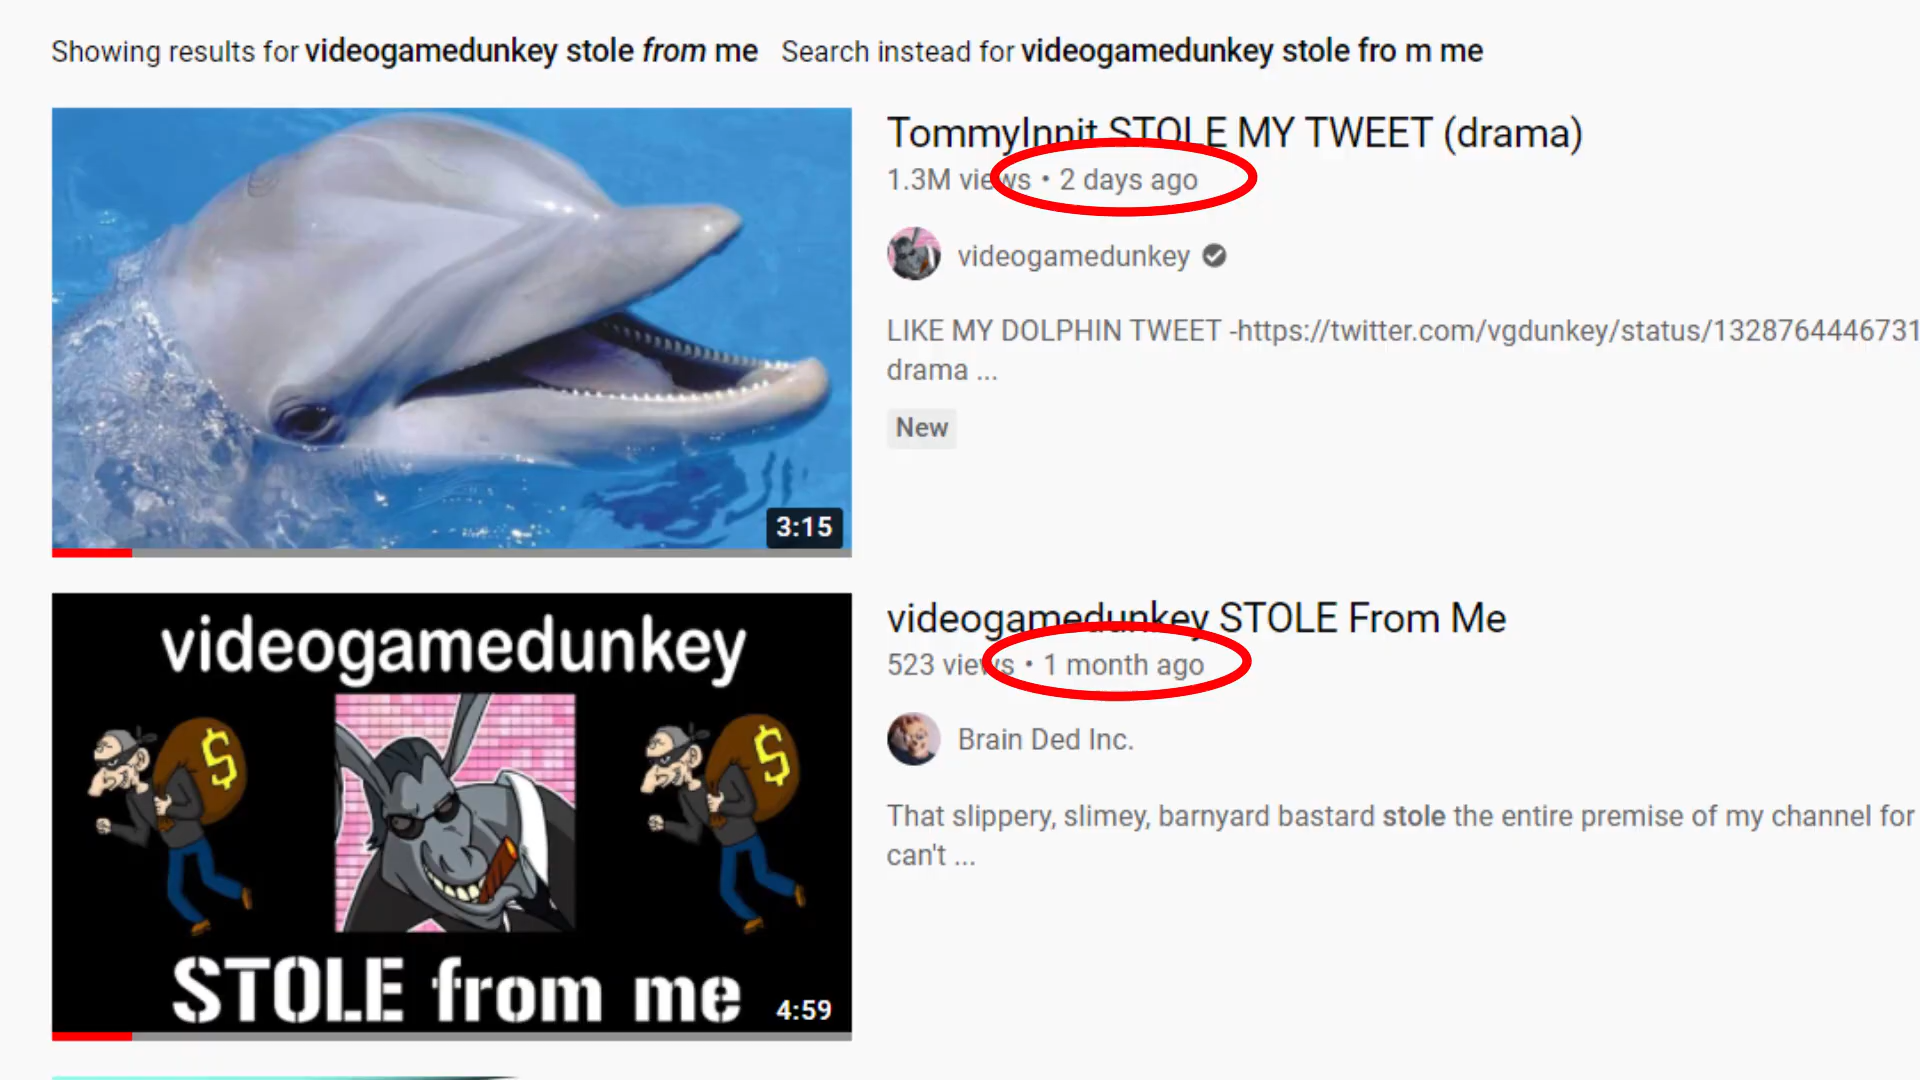 Showing results for videogamedunkey stole from me Search instead for videogamedunkey stole fro m me
TommyInnit STOLE MY TWEET (drama)
1.3M views • 2 days ago
videogamedunkey
LIKE MY DOLPHIN TWEET -https://twitter.com/vgdunkey/status/1328764446731
drama ...
New
3:15
videogamedunkey
STOLE from me
4:59
videogamedunkey STOLE From Me
523 views • 1 month ago
Brain Ded Inc.
That slippery, slimey, barnyard bastard stole the entire premise of my channel for
can't ...
$
$